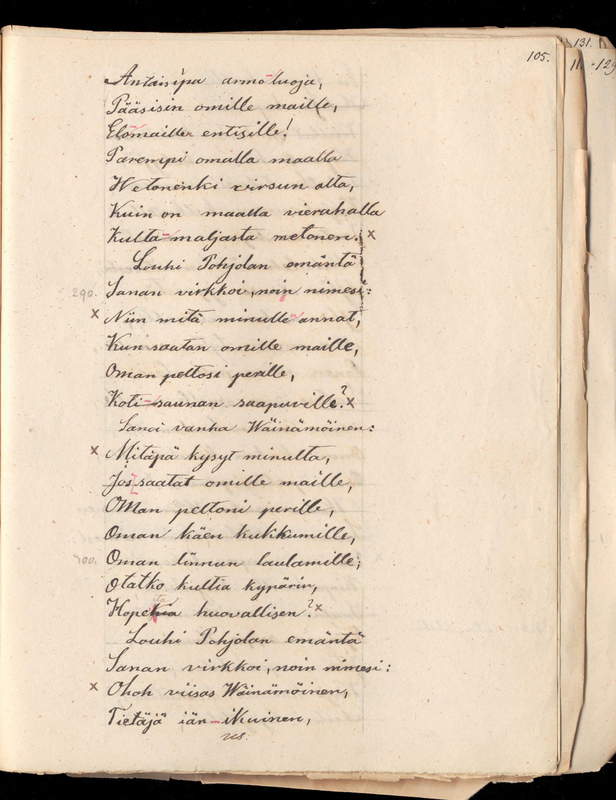 131.
105.
Antaisipa armo-luoja,
Pääsisin omille maille,
Elomaille entisille!
Parempi omalla maalla
Wetonenki virsun alta,
Kuin on maalla vierahalla
Kulta-maljasta metonen. x
Louhi Pohjolan emäntä
290. Sanan virkkoi, noin nimesi:
x Niin mitä minulle annat,
Kun saatan omille maille,
Oman peltosi perille,
Koti-saunan saapuville? x
Sanoi vanha Wäinämöinen:
x Mitäpä kysyt minulta,
Jos saatat omille maille,
Oman peltoni perille,
Oman käen kukkumille,
300. Oman linnun laulamille;
Otatko kultia kypärin,
huovallisen? x
Louhi Pohjolan emäntä
Sanan virkkoi, noin nimesi:
x Ohoh viisas Wäinämöinen,
Tietäjä iän-ikuinen,